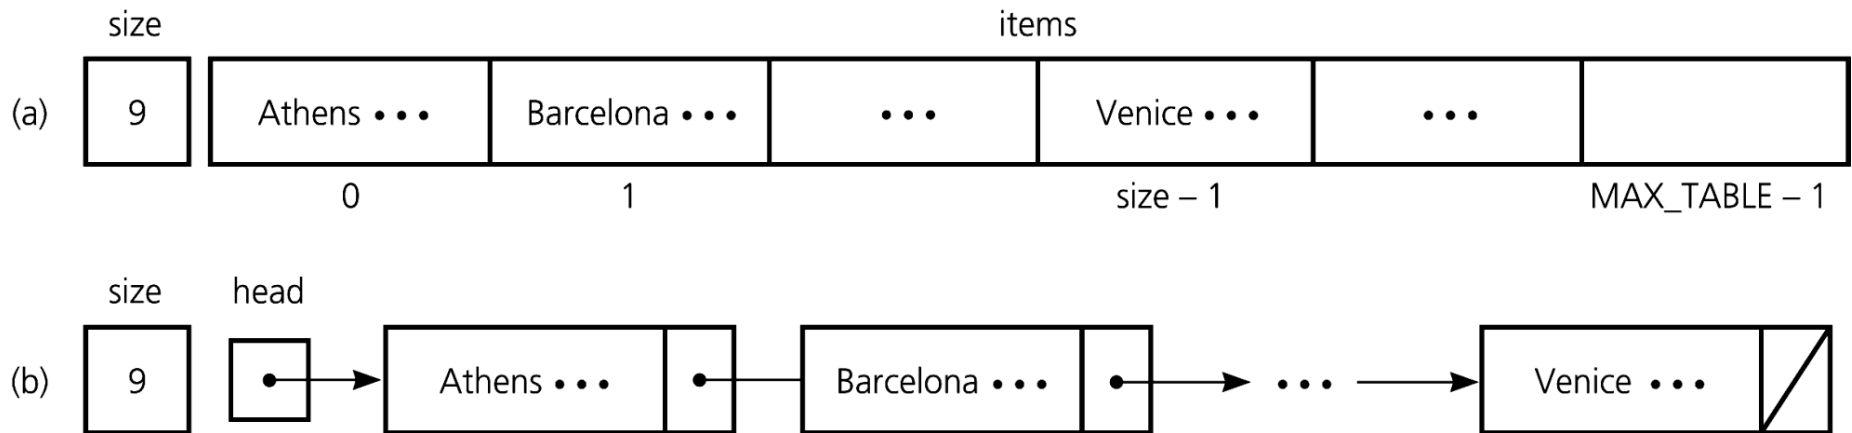 size items
(a) 9 Athens ••• Barcelona ••• ••• Venice ••• •••
0 1 size – 1 MAX_TABLE – 1
size head
(b) 9 Athens ••• Barcelona ••• ••• Venice •••